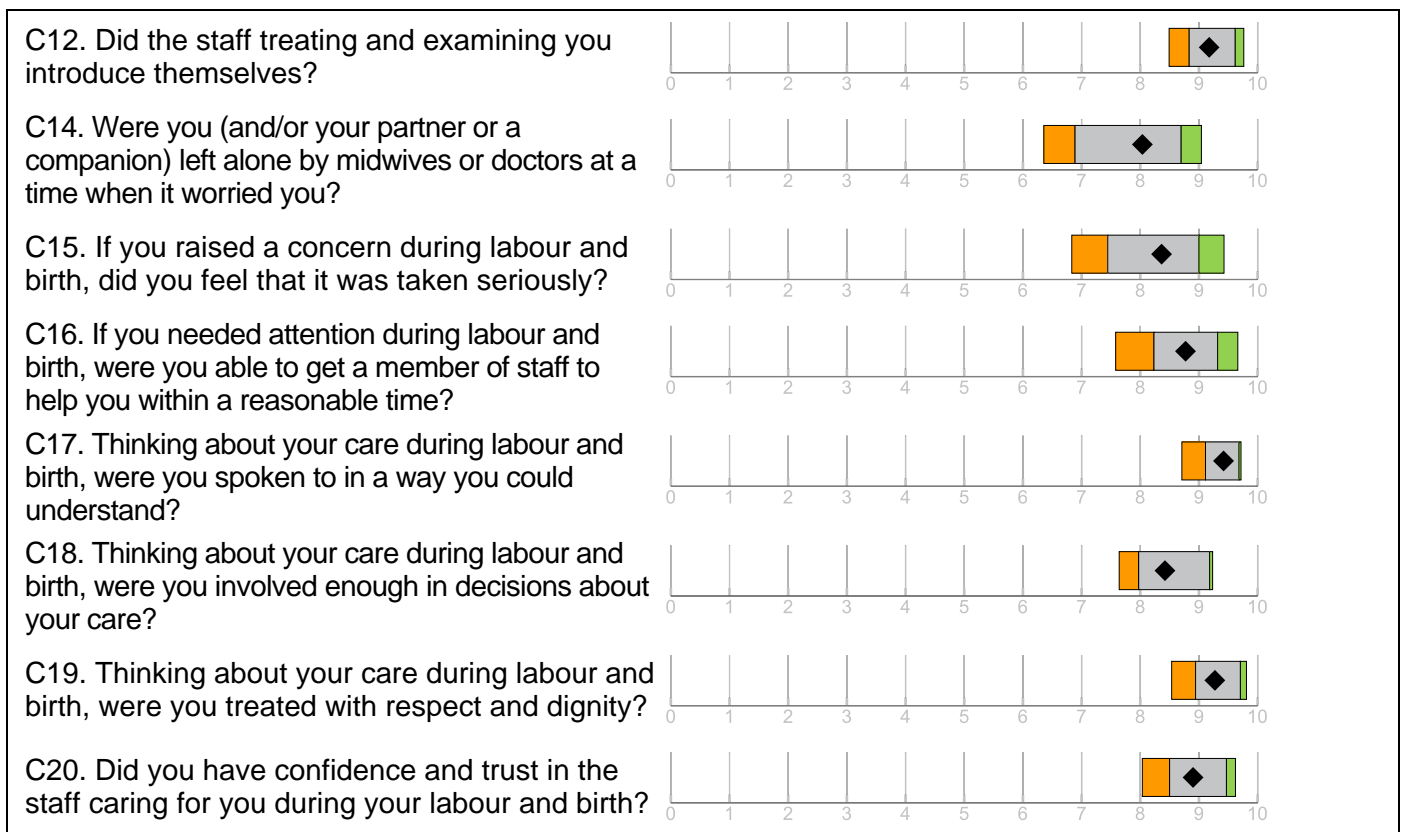 C12. Did the staff treating and examining you
introduce themselves?
0 1 2 3 4 5 6 7 8 9 10
C14. Were you (and/or your partner or a
companion) left alone by midwives or doctors at a
time when it worried you?
0 1 2 3 4 5 6 7 8 9 10
C15. If you raised a concern during labour and
birth, did you feel that it was taken seriously?
0 1 2 3 4 5 6 7 8 9 10
C16. If you needed attention during labour and
birth, were you able to get a member of staff to
help you within a reasonable time?
0 1 2 3 4 5 6 7 8 9 10
C17. Thinking about your care during labour and
birth, were you spoken to in a way you could
understand?
0 1 2 3 4 5 6 7 8 9 10
C18. Thinking about your care during labour and
birth, were you involved enough in decisions about
your care?
0 1 2 3 4 5 6 7 8 9 10
C19. Thinking about your care during labour and
birth, were you treated with respect and dignity?
0 1 2 3 4 5 6 7 8 9 10
C20. Did you have confidence and trust in the
staff caring for you during your labour and birth?
0 1 2 3 4 5 6 7 8 9 10